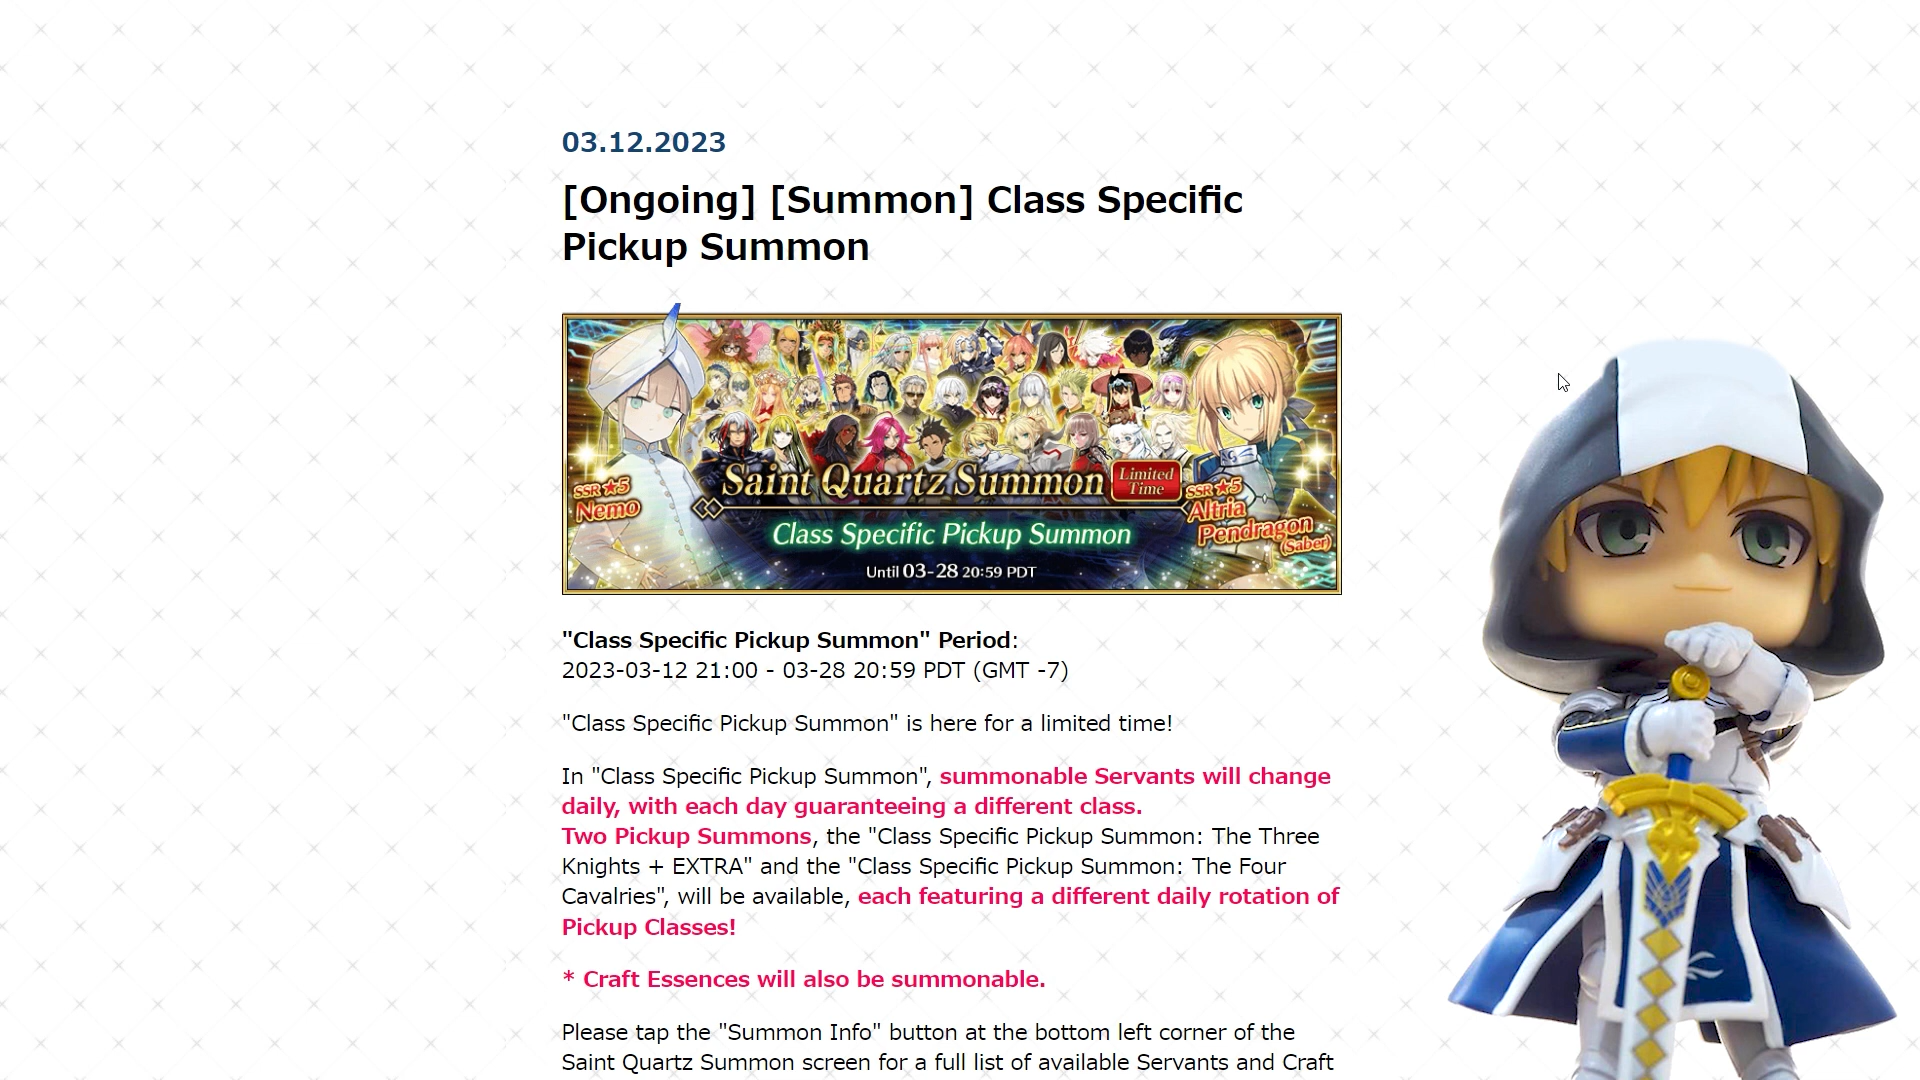 03.12.2023
[Ongoing] [Summon] Class Specific
Pickup Summon
SSR ★5
Nemo
Saint Quartz Summon
Limited
Time
SSR ★5
Altria
Pendragon
(Saber)
Class Specific Pickup Summon
Until 03-28 20:59 PDT
"Class Specific Pickup Summon" Period:
2023-03-12 21:00 - 03-28 20:59 PDT (GMT -7)
"Class Specific Pickup Summon" is here for a limited time!
In "Class Specific Pickup Summon", summonable Servants will change
daily, with each day guaranteeing a different class.
Two Pickup Summons, the "Class Specific Pickup Summon: The Three
Knights + EXTRA" and the "Class Specific Pickup Summon: The Four
Cavalries", will be available, each featuring a different daily rotation of
Pickup Classes!
* Craft Essences will also be summonable.
Please tap the "Summon Info" button at the bottom left corner of the
Saint Quartz Summon screen for a full list of available Servants and Craft